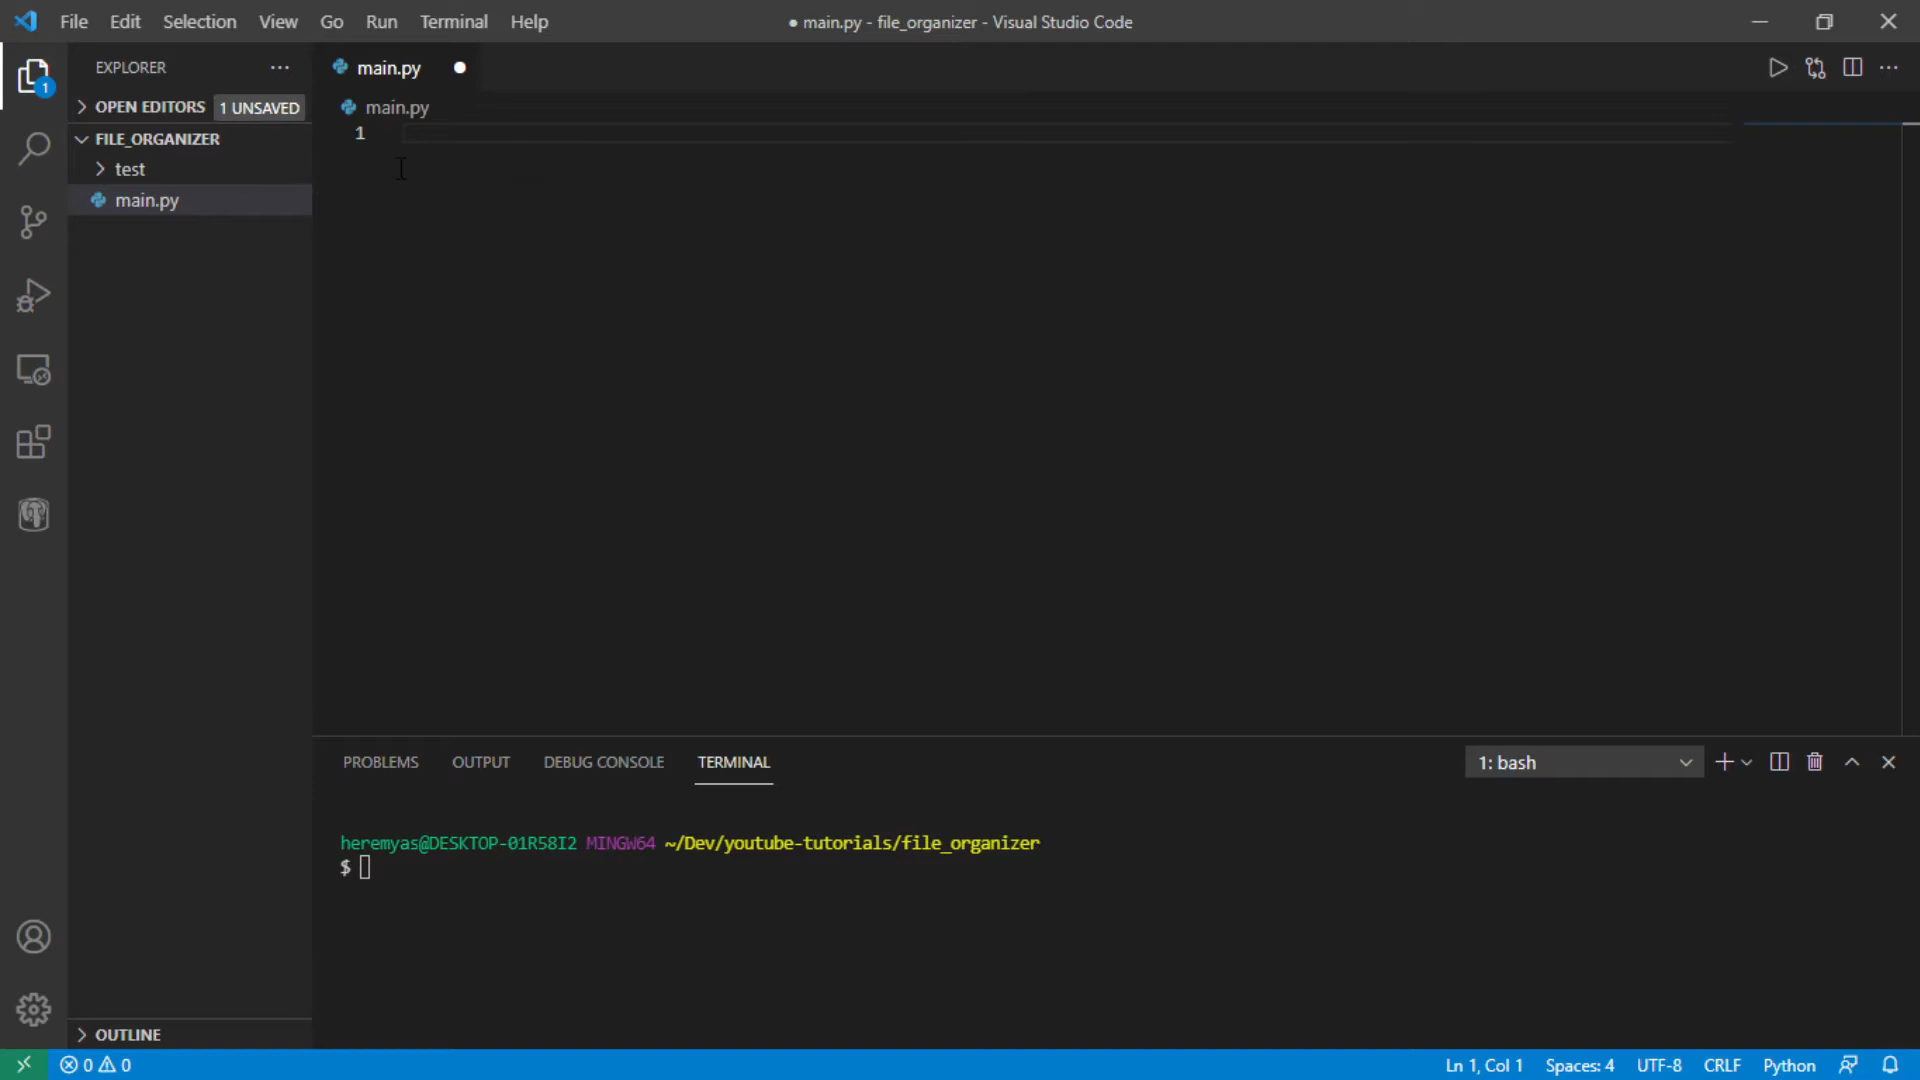 File Edit Selection View Go Run Terminal Help
● main.py - file_organizer - Visual Studio Code
EXPLORER
1
OPEN EDITORS 1 UNSAVED
FILE_ORGANIZER
test
main.py
OUTLINE
main.py
main.py
1
PROBLEMS OUTPUT DEBUG CONSOLE TERMINAL
1: bash
heremyas@DESKTOP-01R58I2 MINGW64 ~/Dev/youtube-tutorials/file_organizer
$
0 0
Ln 1, Col 1 Spaces: 4 UTF-8 CRLF Python